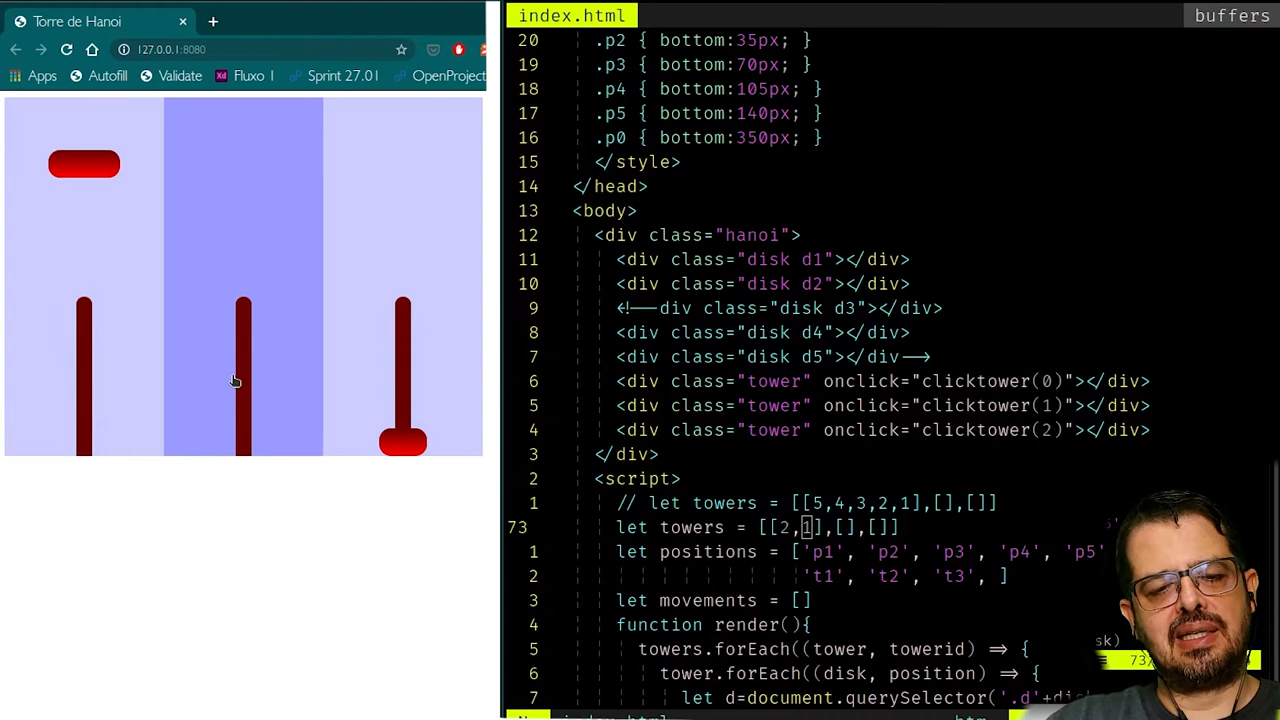 Torre de Hanoi
127.0.0.1:8080
Apps Autofill Validate Xd Fluxo | Sprint 27.01 OpenProject
index.html buffers
20 .p2 { bottom:35px; }
19 .p3 { bottom:70px; }
18 .p4 { bottom:105px; }
17 .p5 { bottom:140px; }
16 .p0 { bottom:350px; }
15 </style>
14 </head>
13 <body>
12 <div class="hanoi">
11 <div class="disk d1"></div>
10 <div class="disk d2"></div>
9 <!--div class="disk d3"></div>
8 <div class="disk d4"></div>
7 <div class="disk d5"></div-->
6 <div class="tower" onclick="clicktower(0)"></div>
5 <div class="tower" onclick="clicktower(1)"></div>
4 <div class="tower" onclick="clicktower(2)"></div>
3 </div>
2 <script>
1 // let towers = [[5,4,3,2,1],[],[]]
73 let towers = [[2,1],[],[]]
1 let positions = ['p1', 'p2', 'p3', 'p4', 'p5'
2 't1', 't2', 't3', ]
3 let movements = []
4 function render(){
5 towers.forEach((tower, towerid) => {
6 tower.forEach((disk, position) => {
7 let d=document.querySelector('.d'+dis